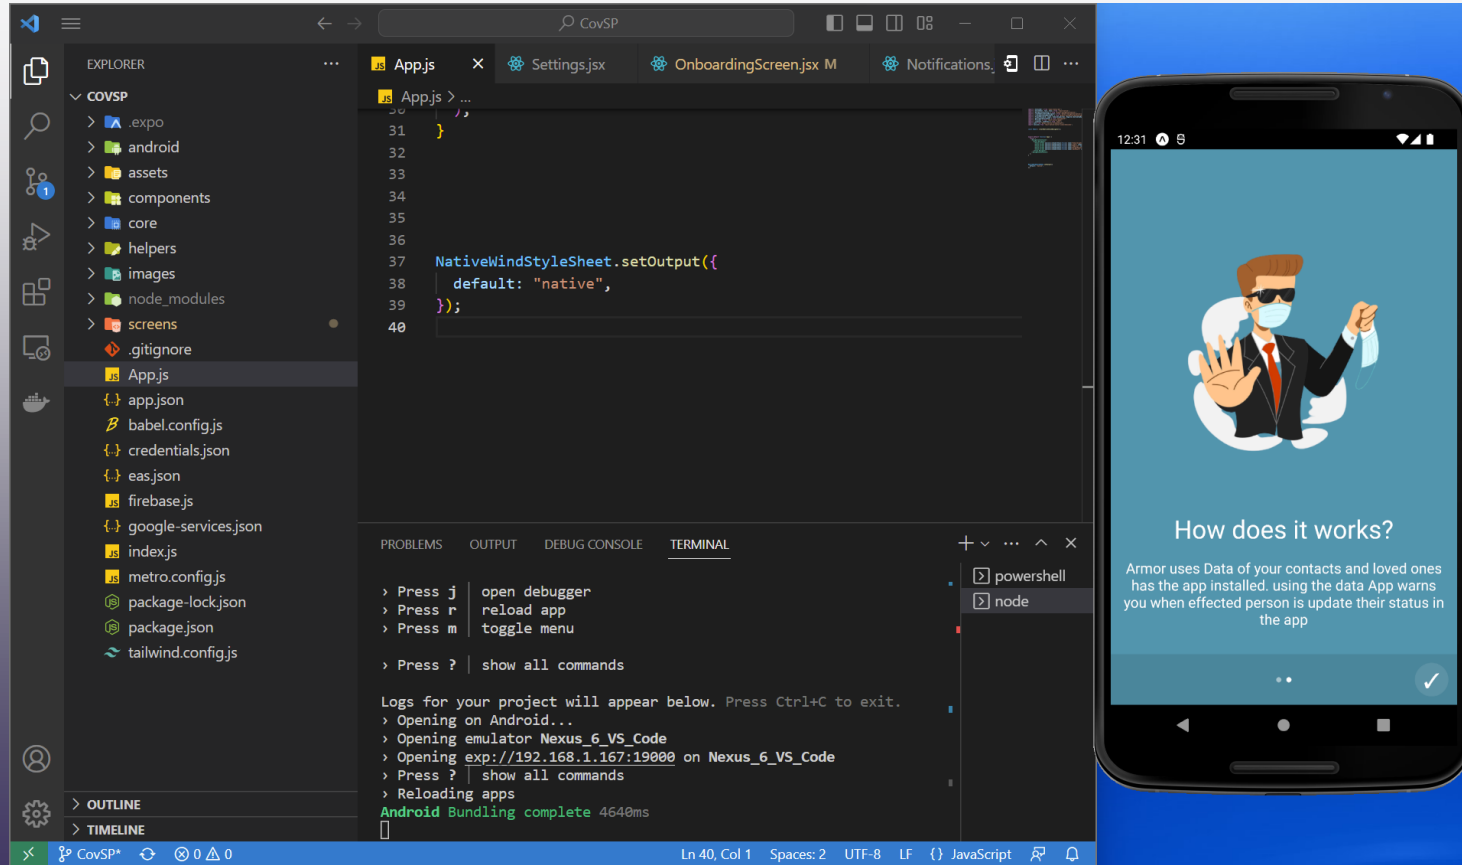 CovSP
EXPLORER
COVSP
.expo
android
assets
components
core
helpers
images
node_modules
screens
.gitignore
App.js
app.json
babel.config.js
credentials.json
eas.json
firebase.js
google-services.json
index.js
metro.config.js
package-lock.json
package.json
tailwind.config.js
OUTLINE
TIMELINE
App.js
Settings.jsx
OnboardingScreen.jsx M
Notifications.
App.js > ...
30 );
31 }
32
33
34
35
36
37 NativeWindStyleSheet.setOutput({
38 default: "native",
39 });
40
PROBLEMS OUTPUT DEBUG CONSOLE TERMINAL
› Press j │ open debugger
› Press r │ reload app
› Press m │ toggle menu
› Press ? │ show all commands
Logs for your project will appear below. Press Ctrl+C to exit.
› Opening on Android...
› Opening emulator Nexus_6_VS_Code
› Opening exp://192.168.1.167:19000 on Nexus_6_VS_Code
› Press ? │ show all commands
› Reloading apps
Android Bundling complete 4640ms
powershell
node
CovSP* 0 0 Ln 40, Col 1 Spaces: 2 UTF-8 LF {} JavaScript
1
12:31
How does it works?
Armor uses Data of your contacts and loved ones
has the app installed. using the data App warns
you when effected person is update their status in
the app